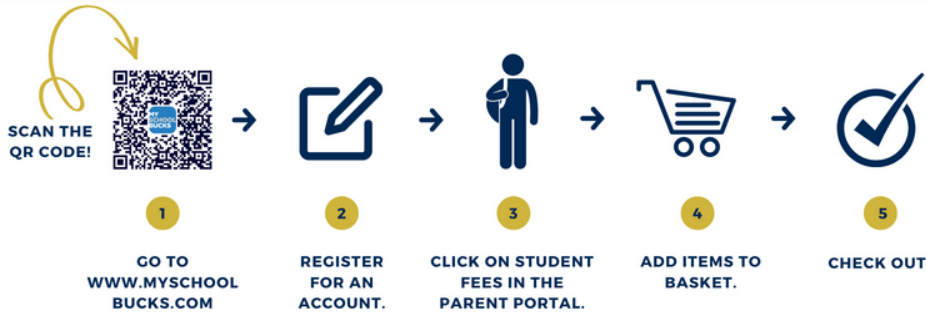 SCAN THE
QR CODE!
MY
SCHOOL
BUCKS
1
GO TO
WWW.MYSCHOOL
BUCKS.COM
2
REGISTER
FOR AN
ACCOUNT.
3
CLICK ON STUDENT
FEES IN THE
PARENT PORTAL.
4
ADD ITEMS TO
BASKET.
5
CHECK OUT